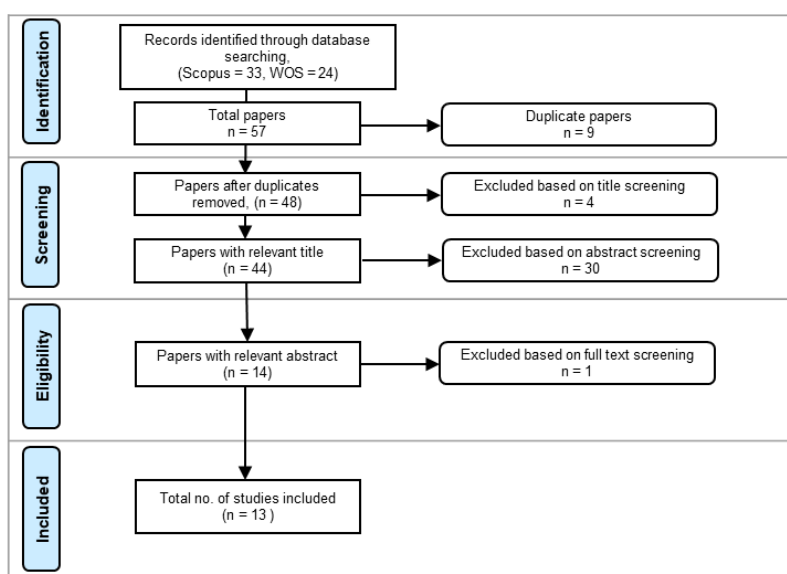 Identification
Records identified through database
searching,
(Scopus = 33, WOS = 24)
Total papers
n = 57
Duplicate papers
n = 9
Screening
Papers after duplicates
removed, (n = 48)
Excluded based on title screening
n = 4
Papers with relevant title
(n = 44)
Excluded based on abstract screening
n = 30
Eligibility
Papers with relevant abstract
(n = 14)
Excluded based on full text screening
n = 1
Included
Total no. of studies included
(n = 13 )